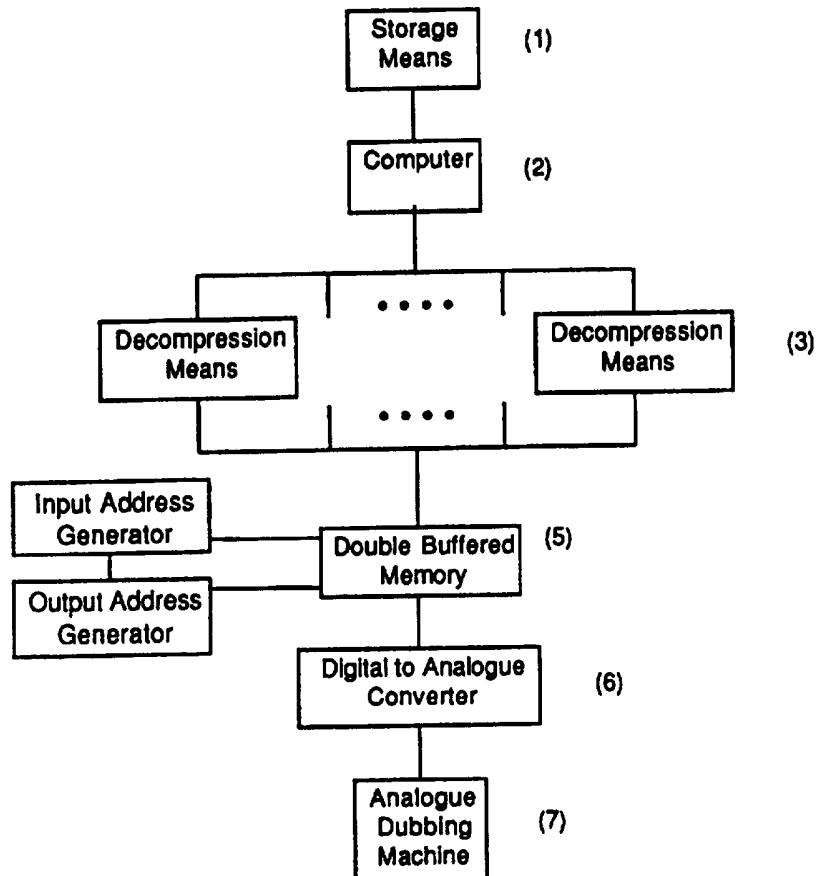 Storage
Means
(1)
Computer
(2)
Decompression
Means
Decompression
Means
(3)
Input Address
Generator
Output Address
Generator
Double Buffered
Memory
(5)
Digital to Analogue
Converter
(6)
Analogue
Dubbing
Machine
(7)